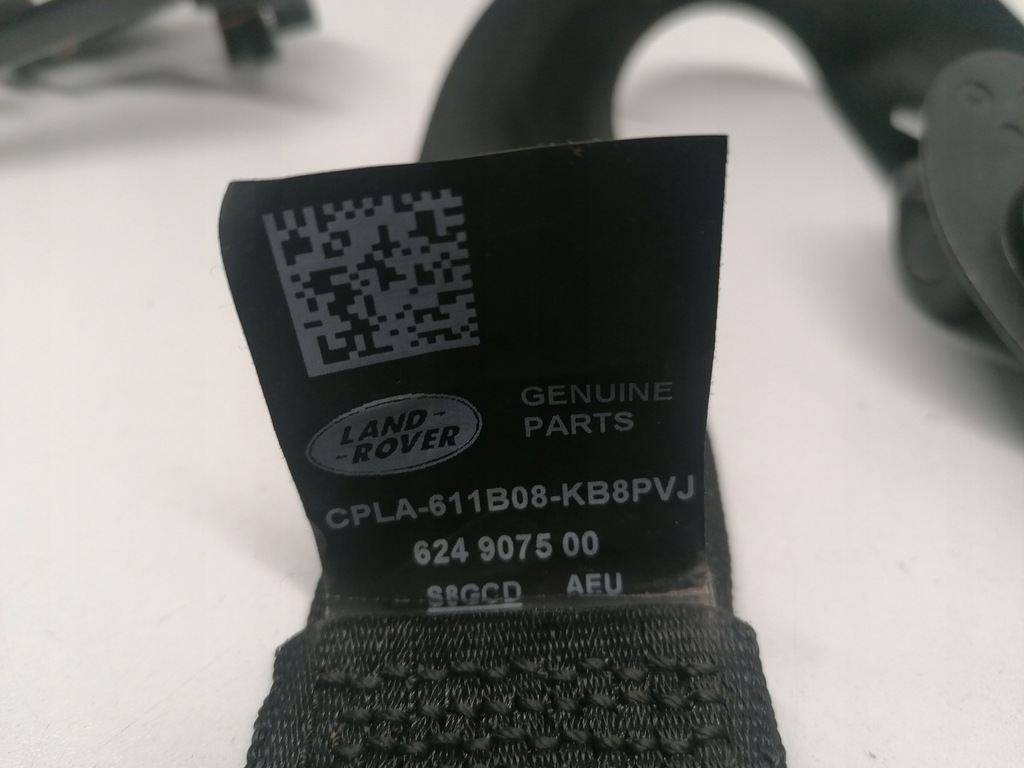 LAND-
-ROVER
GENUINE
PARTS
CPLA-611B08-KB8PVJ
624 9075 00
S8GCD AEU